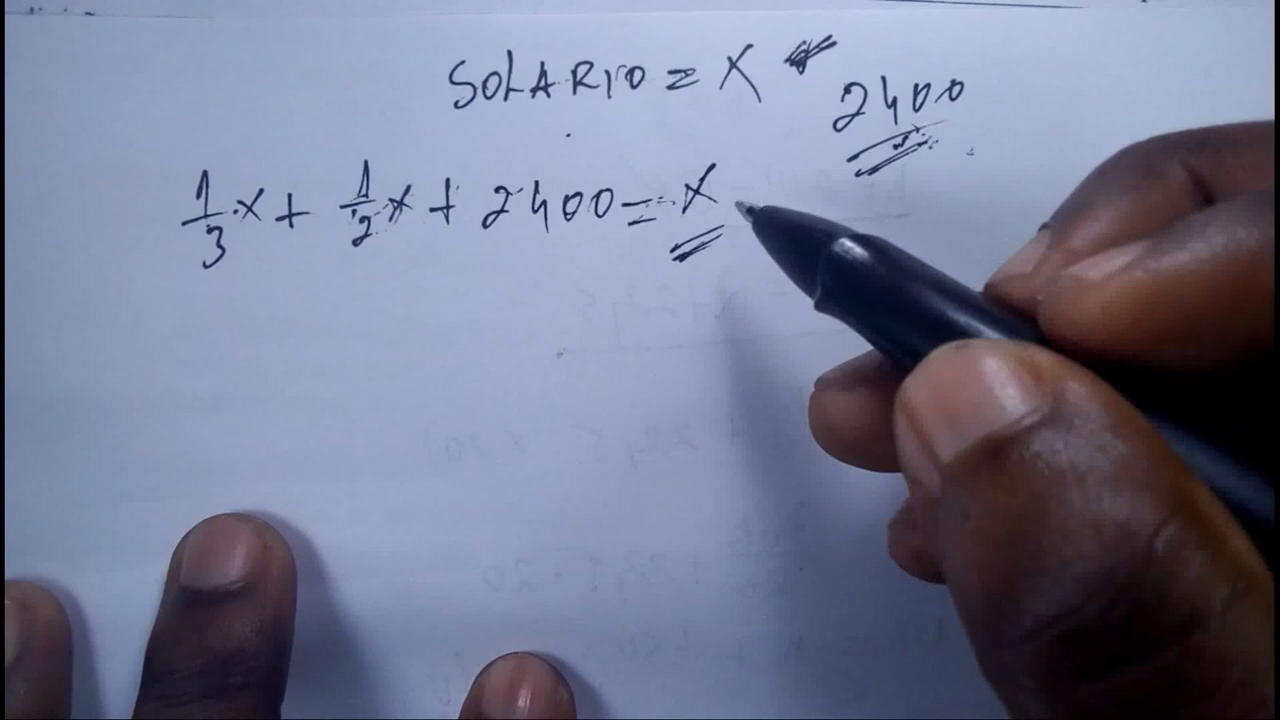 SOLARIO = X
2400
1/3 x + 1/2 x + 2400 = x